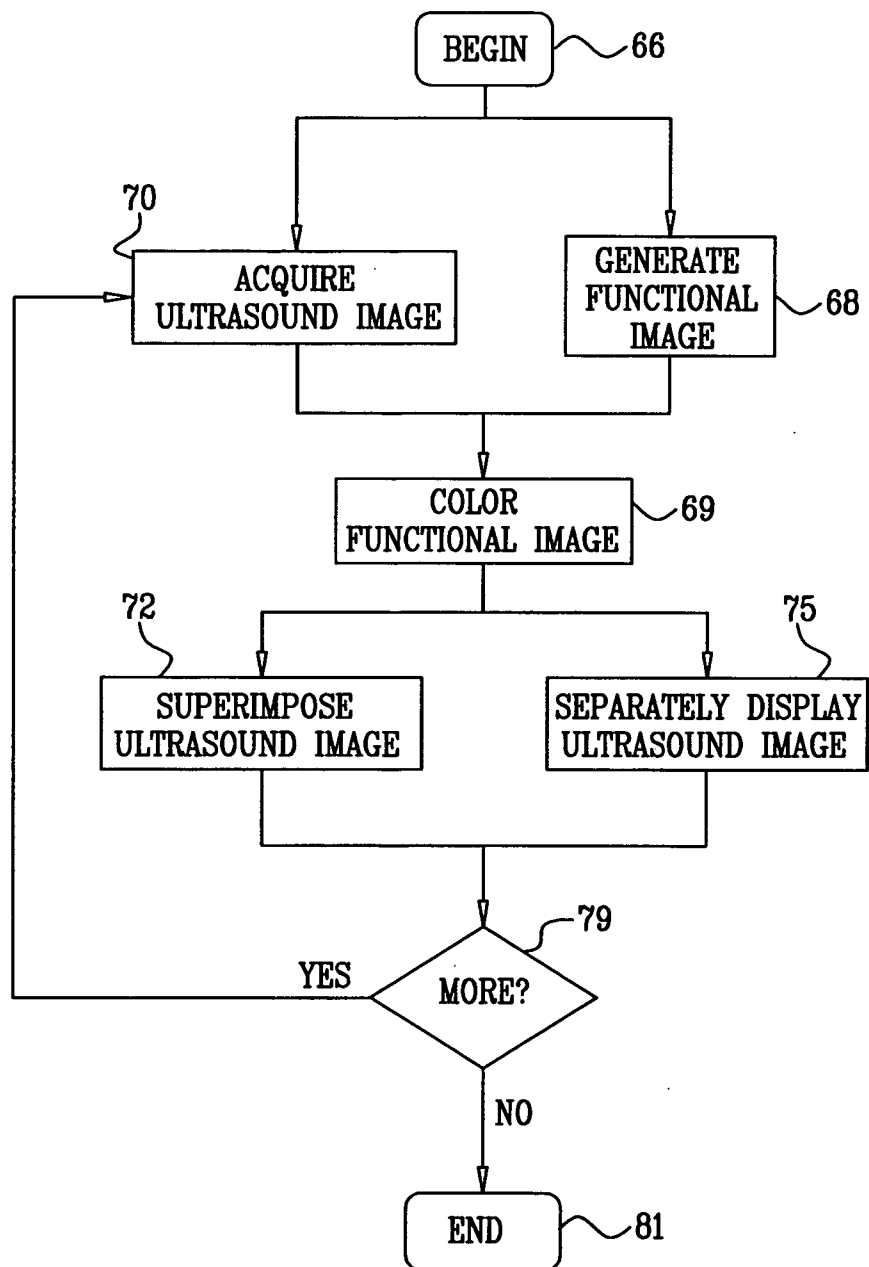 BEGIN
66
70
ACQUIRE
ULTRASOUND IMAGE
GENERATE
FUNCTIONAL
IMAGE
68
COLOR
FUNCTIONAL IMAGE
69
72
SUPERIMPOSE
ULTRASOUND IMAGE
75
SEPARATELY DISPLAY
ULTRASOUND IMAGE
79
YES
MORE?
NO
END
81